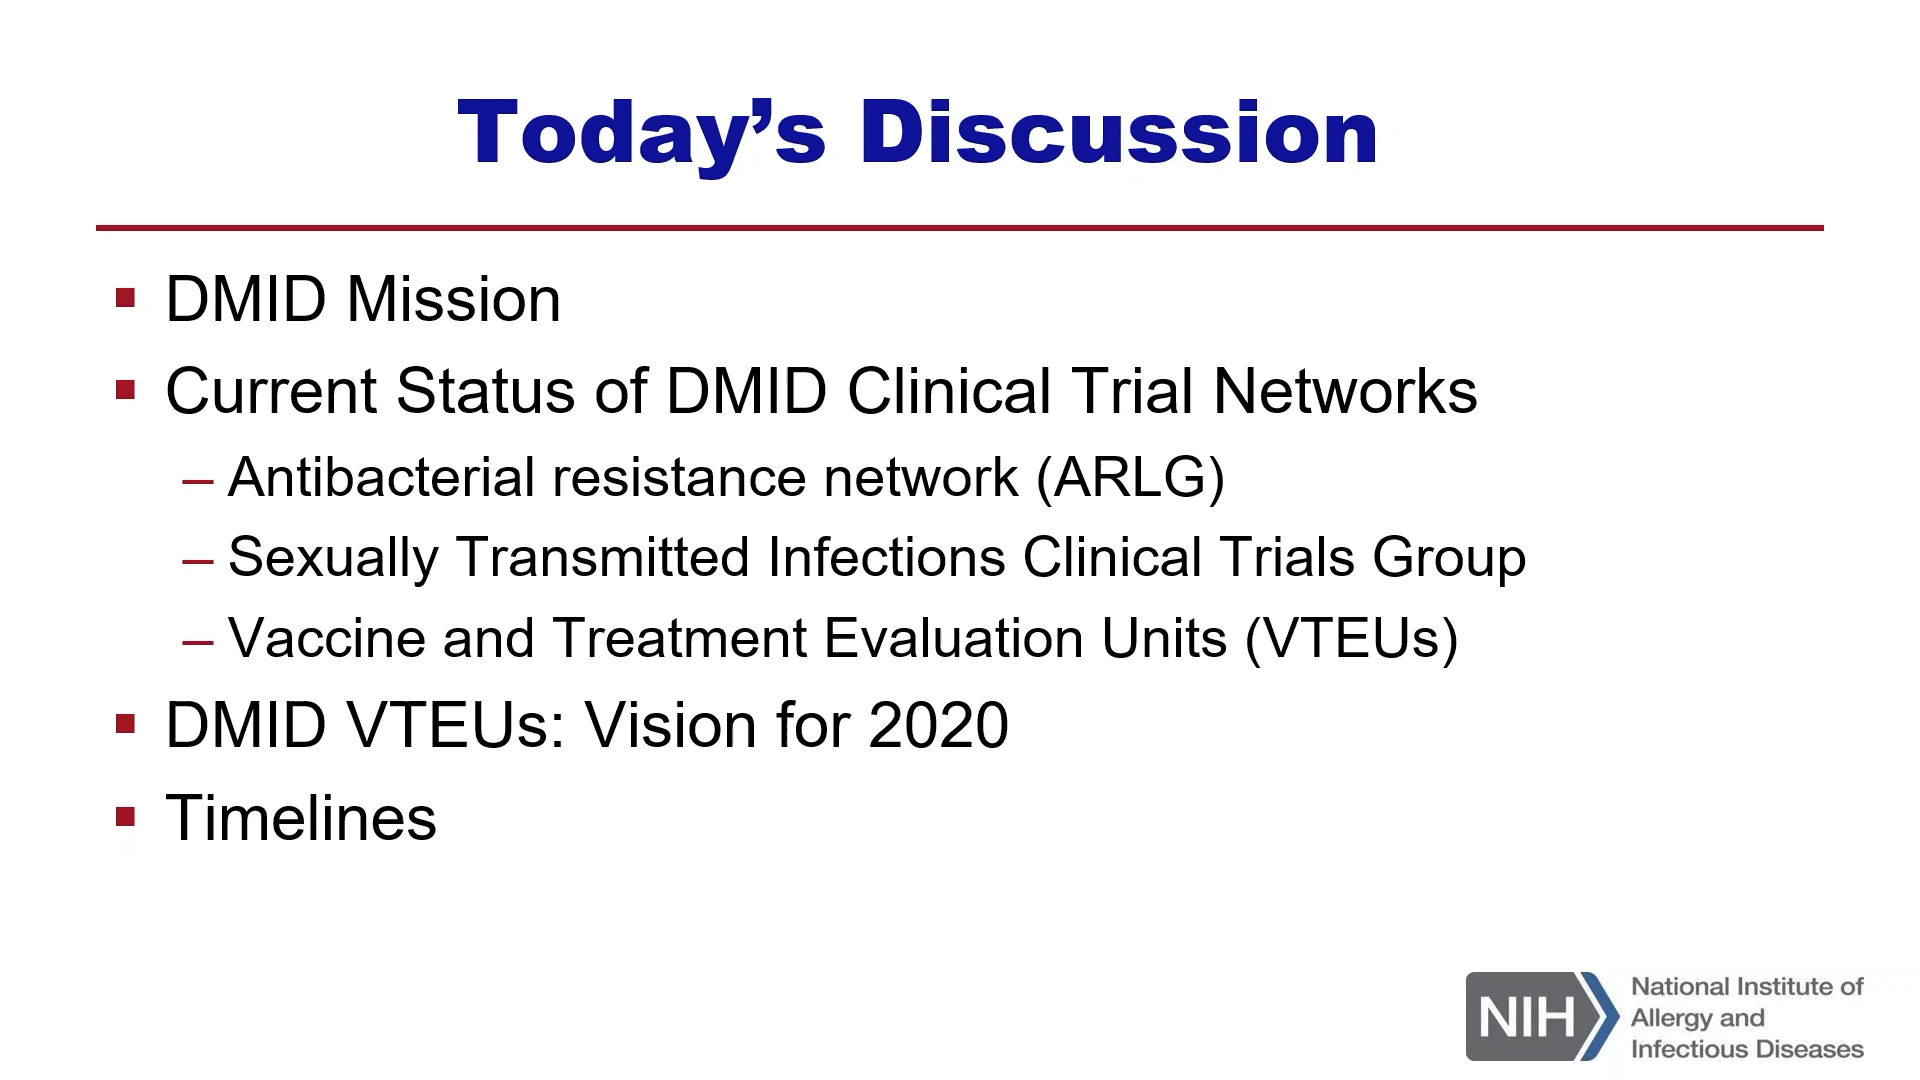 Today’s Discussion
▪ DMID Mission
▪ Current Status of DMID Clinical Trial Networks
– Antibacterial resistance network (ARLG)
– Sexually Transmitted Infections Clinical Trials Group
– Vaccine and Treatment Evaluation Units (VTEUs)
▪ DMID VTEUs: Vision for 2020
▪ Timelines
NIH
National Institute of
Allergy and
Infectious Diseases